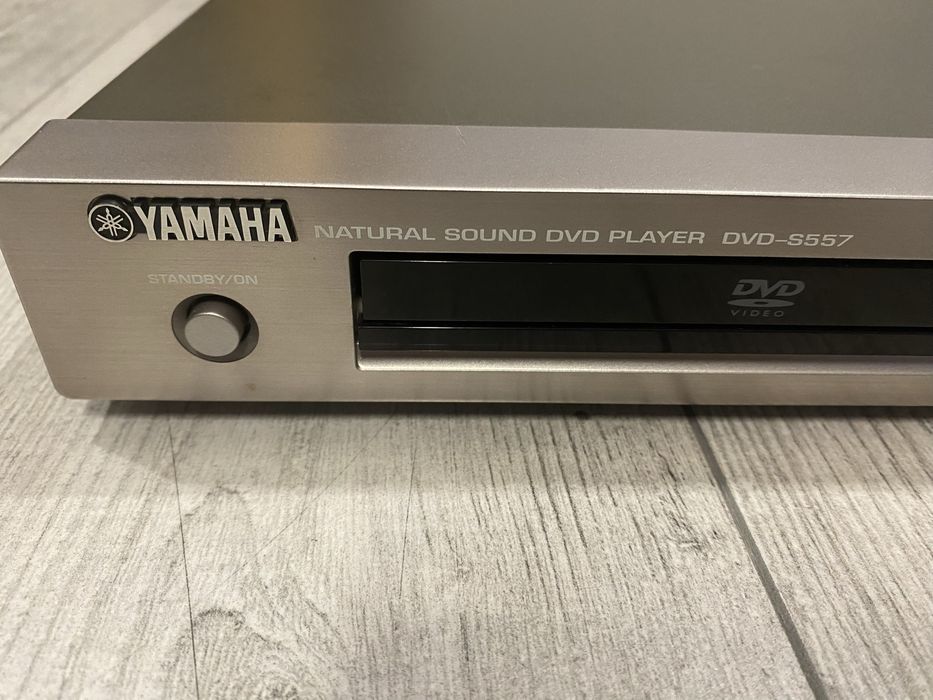 YAMAHA NATURAL SOUND DVD PLAYER DVD-S557
STANDBY/ON
DVD
VIDEO